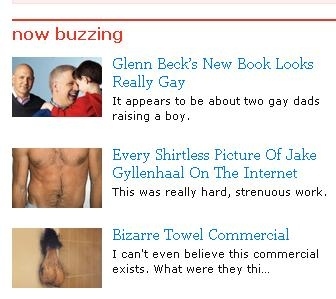 now buzzing
Glenn Beck's New Book Looks
Really Gay
It appears to be about two gay dads
raising a boy.
Every Shirtless Picture Of Jake
Gyllenhaal On The Internet
This was really hard, strenuous work.
Bizarre Towel Commercial
I can't even believe this commercial
exists. What were they thi...